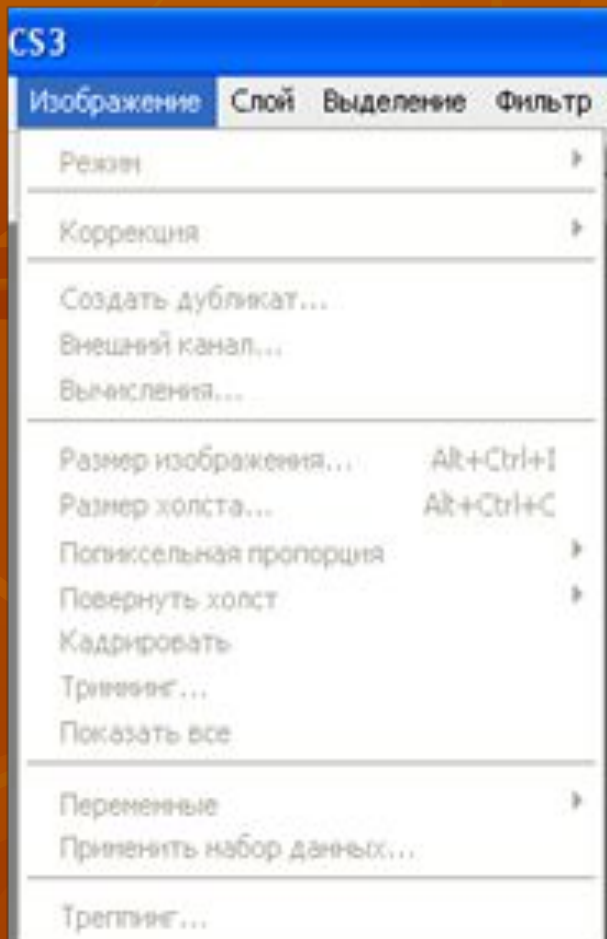 CS3
Изображение Слой Выделение Фильтр
Режим
Коррекция
Создать дубликат...
Внешний канал...
Вычисления...
Размер изображения... Alt+Ctrl+I
Размер холста... Alt+Ctrl+C
Попиксельная пропорция
Повернуть холст
Кадрировать
Тримминг...
Показать все
Переменные
Применить набор данных...
Треппинг...